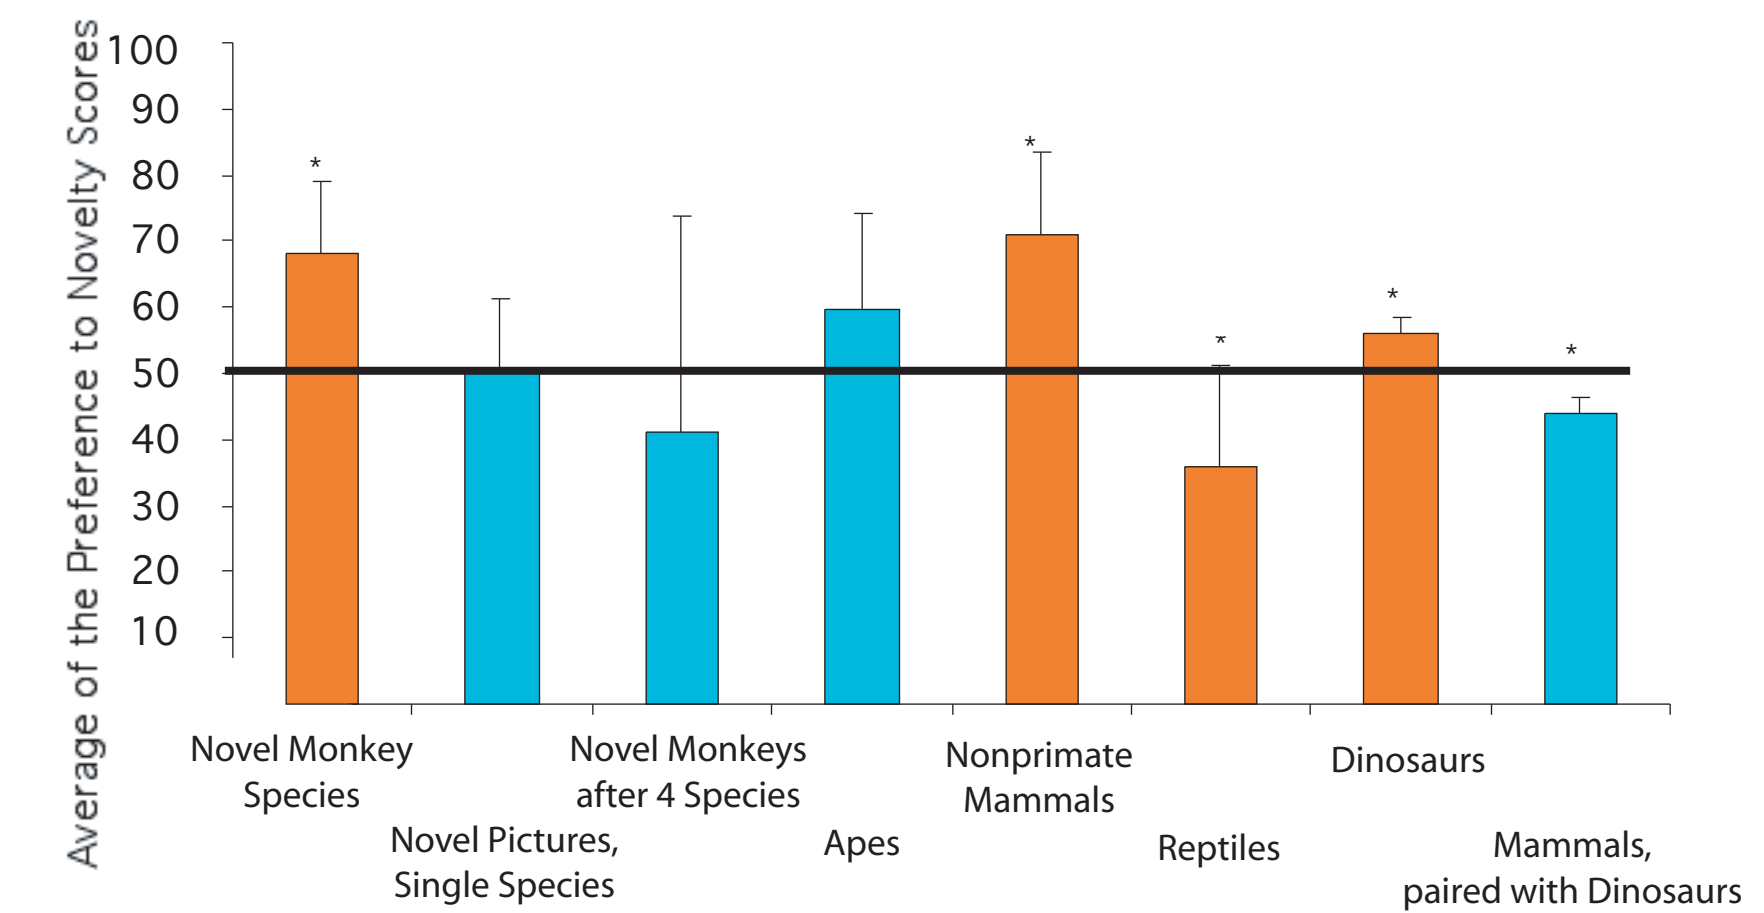 Average of the Preference to Novelty Scores
100
90
80
70
60
50
40
30
20
10
*
*
*
*
*
Novel Monkey
Species
Novel Pictures,
Single Species
Novel Monkeys
after 4 Species
Apes
Nonprimate
Mammals
Reptiles
Dinosaurs
Mammals,
paired with Dinosaurs